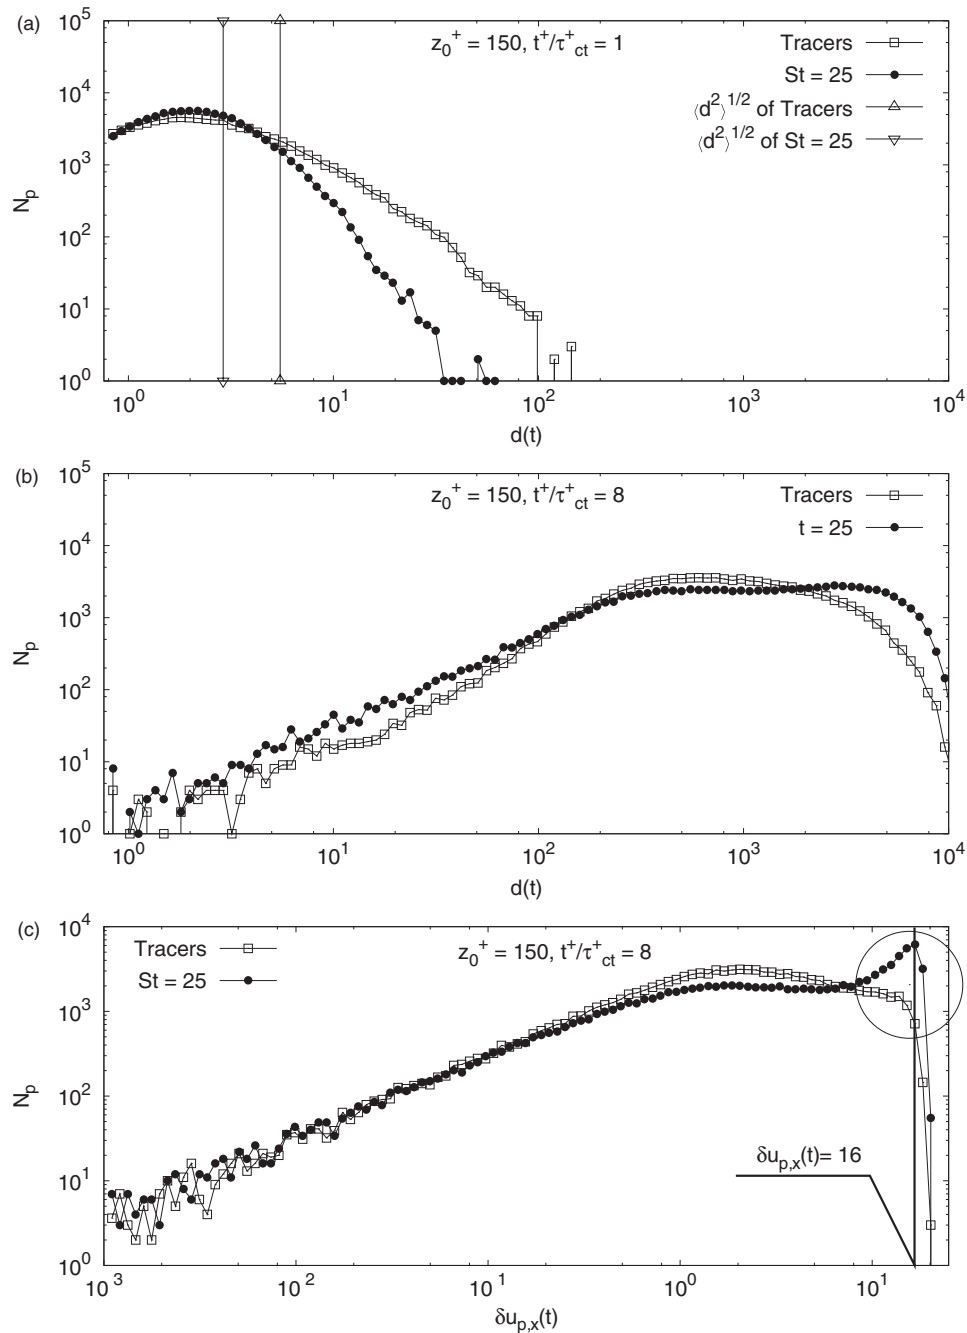 (a)
10^5
10^4
10^3
10^2
10^1
10^0
N_p
z_0^+ = 150, t^+/τ^+_ct = 1
Tracers
St = 25
⟨d^2⟩^1/2 of Tracers
⟨d^2⟩^1/2 of St = 25
10^0 10^1 10^2 10^3 10^4
d(t)
(b)
10^5
10^4
10^3
10^2
10^1
10^0
N_p
z_0^+ = 150, t^+/τ^+_ct = 8
Tracers
t = 25
10^0 10^1 10^2 10^3 10^4
d(t)
(c)
10^4
10^3
10^2
10^1
10^0
N_p
Tracers
St = 25
z_0^+ = 150, t^+/τ^+_ct = 8
δu_p,x(t)= 16
10^3 10^2 10^1 10^0 10^1
δu_p,x(t)